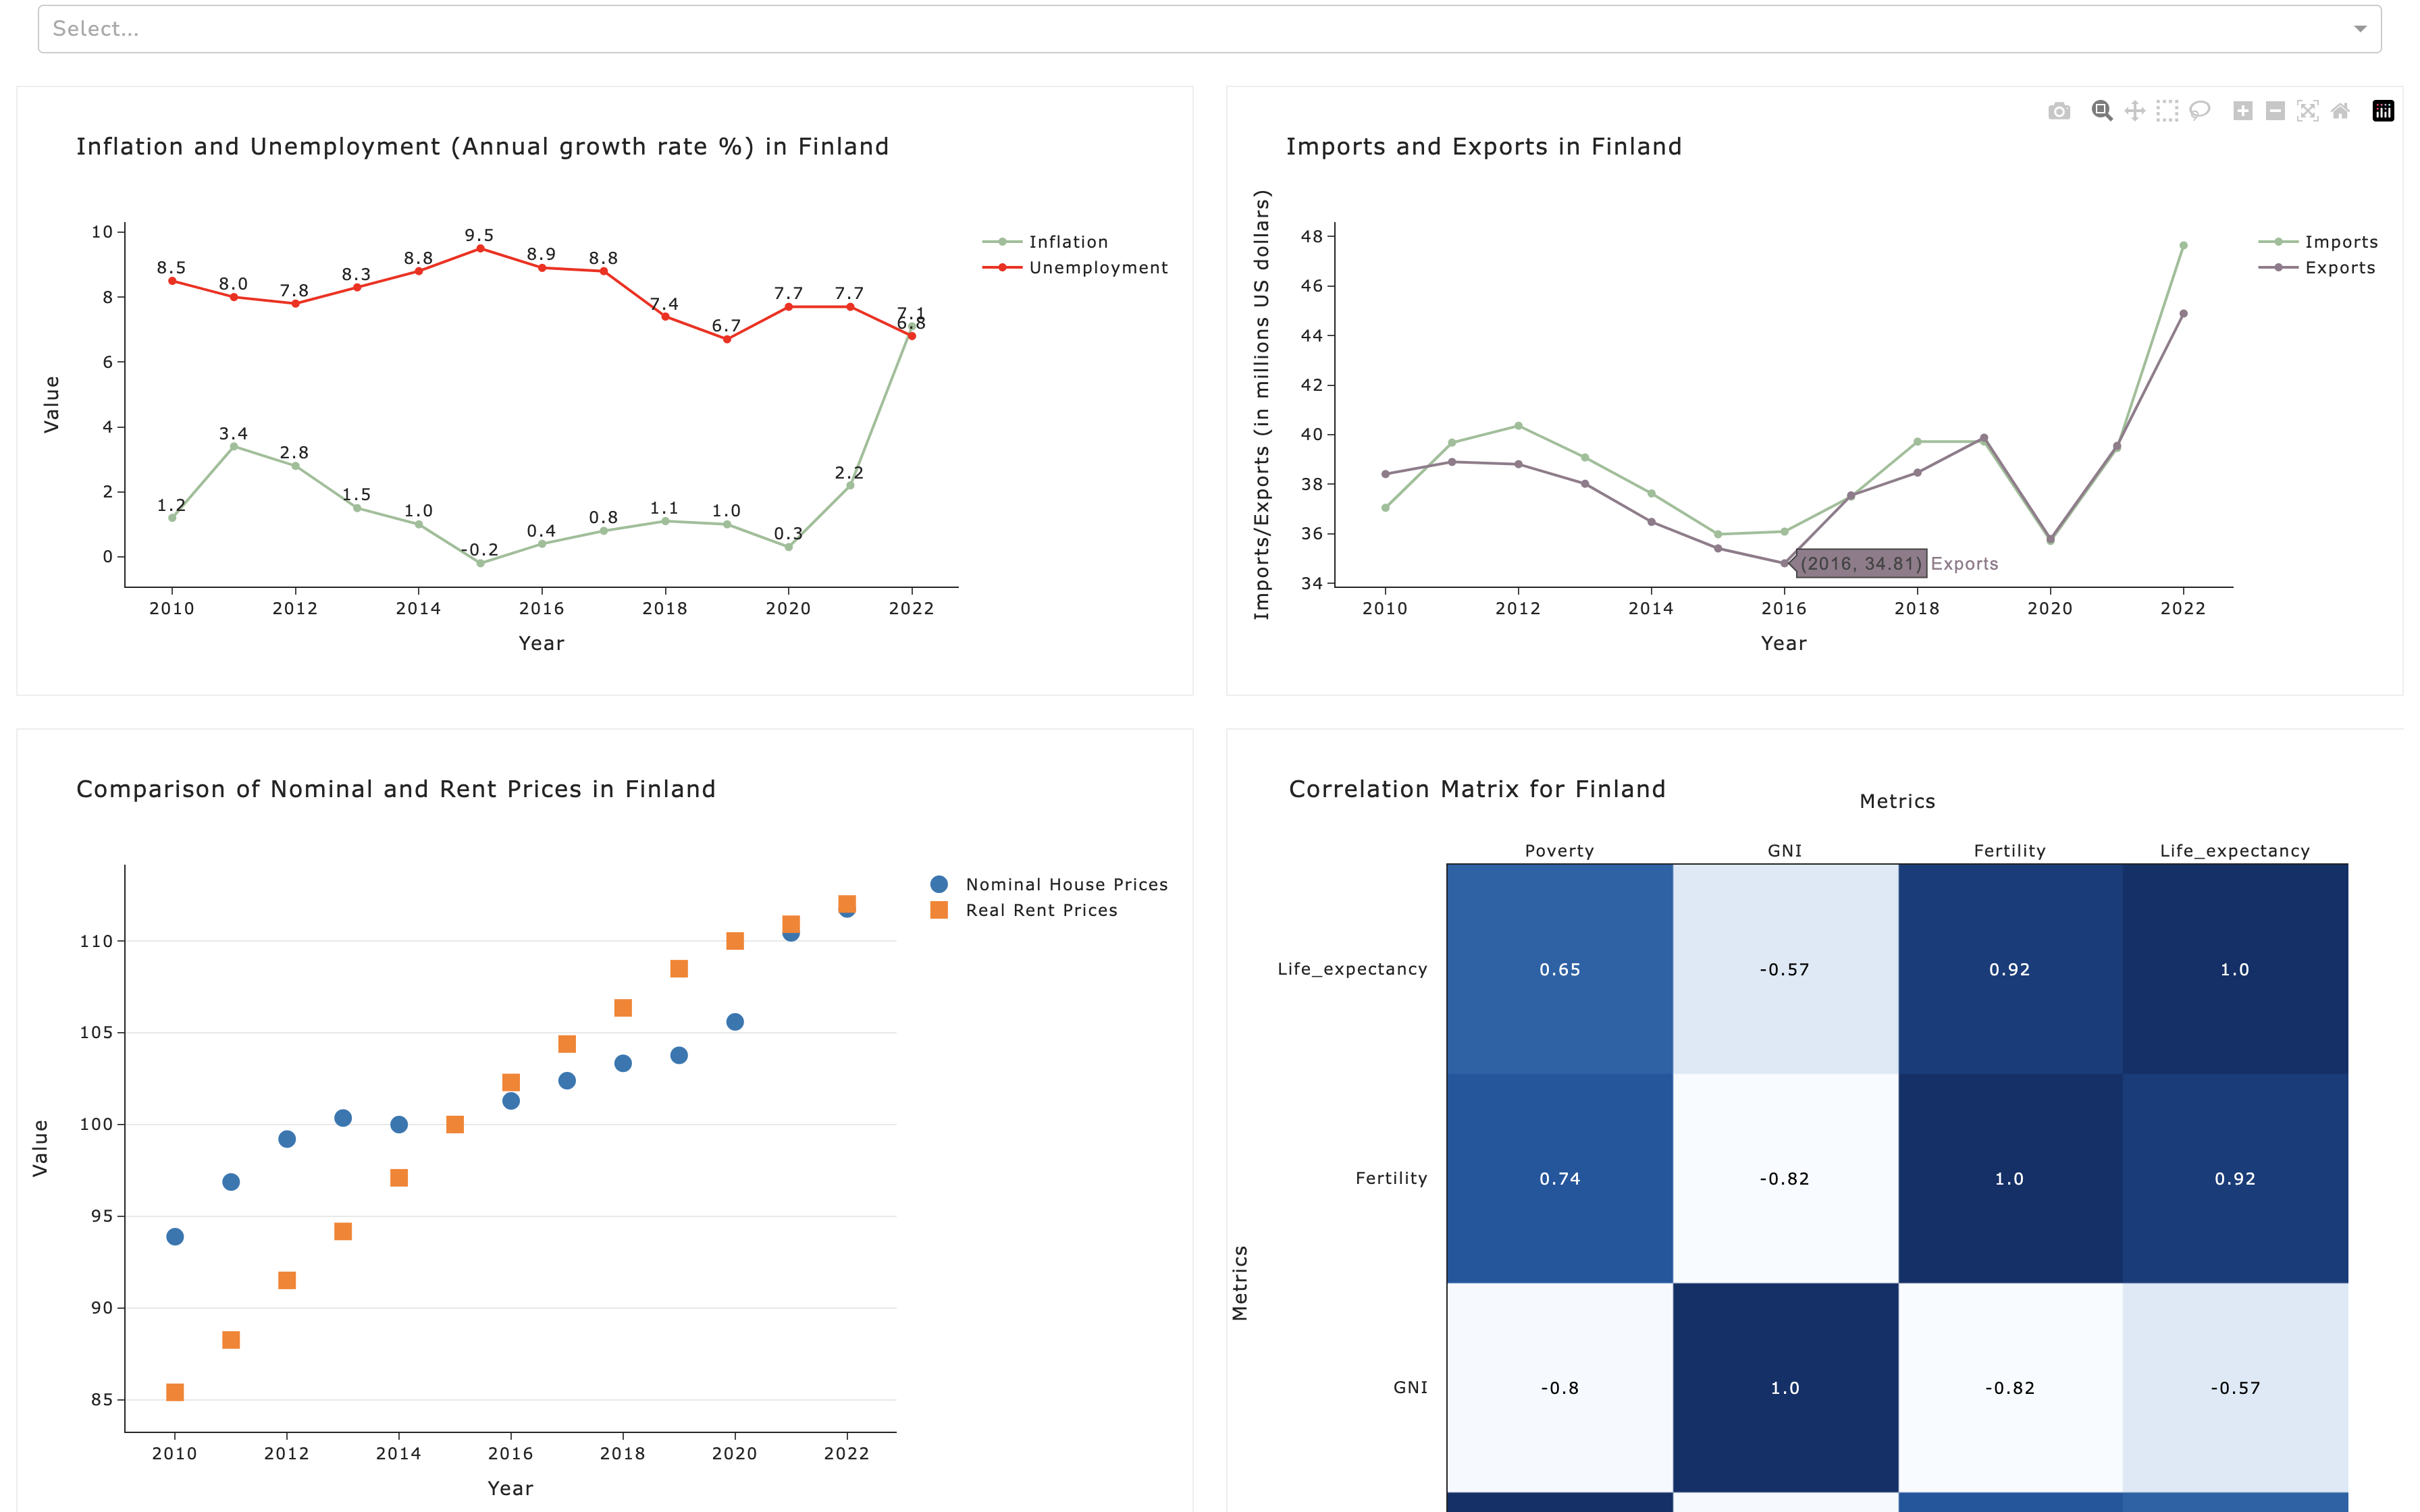 Select...
Inflation and Unemployment (Annual growth rate %) in Finland
Inflation
Unemployment
10
8
6
4
2
0
Value
8.5
8.0
7.8
8.3
8.8
9.5
8.9
8.8
7.4
6.7
7.7
7.7
6.8
1.2
3.4
2.8
1.5
1.0
-0.2
0.4
0.8
1.1
1.0
0.3
2.2
7.1
2010 2012 2014 2016 2018 2020 2022
Year
Imports and Exports in Finland
Imports
Exports
Imports/Exports (in millions US dollars)
48
46
44
42
40
38
36
34
(2016, 34.81) Exports
2010 2012 2014 2016 2018 2020 2022
Year
Comparison of Nominal and Rent Prices in Finland
Nominal House Prices
Real Rent Prices
Value
110
105
100
95
90
85
2010 2012 2014 2016 2018 2020 2022
Year
Correlation Matrix for Finland
Metrics
Poverty GNI Fertility Life_expectancy
Life_expectancy 0.65 -0.57 0.92 1.0
Fertility 0.74 -0.82 1.0 0.92
Metrics
GNI -0.8 1.0 -0.82 -0.57